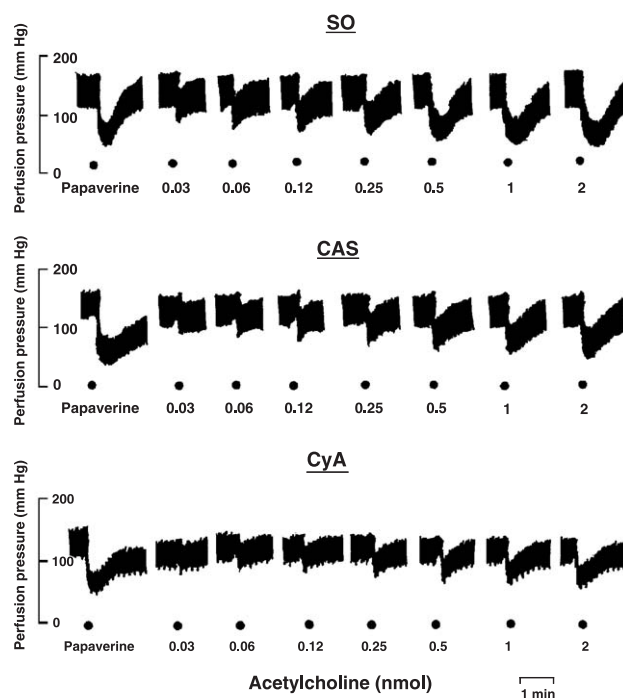 SO
Perfusion pressure (mm Hg)
200
100
0
Papaverine 0.03 0.06 0.12 0.25 0.5 1 2
CAS
Perfusion pressure (mm Hg)
200
100
0
Papaverine 0.03 0.06 0.12 0.25 0.5 1 2
CyA
Perfusion pressure (mm Hg)
200
100
0
Papaverine 0.03 0.06 0.12 0.25 0.5 1 2
Acetylcholine (nmol)
1 min